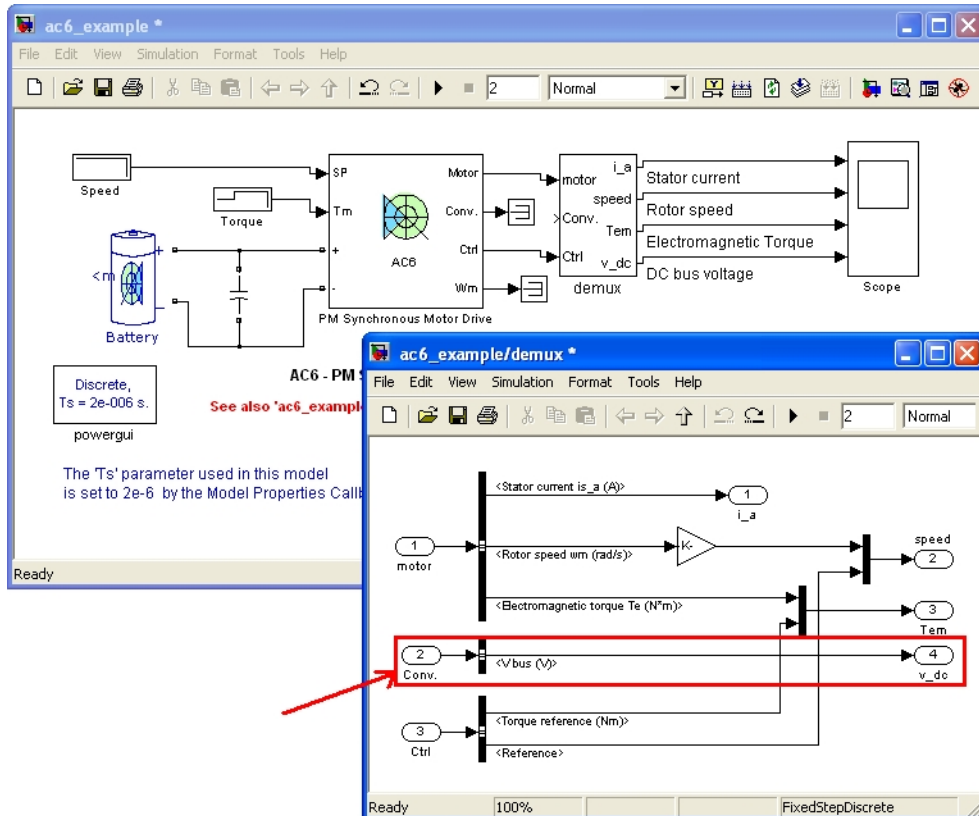 ac6_example *
File Edit View Simulation Format Tools Help
2 Normal
Speed
Torque
Battery
<m
+
-
SP
Tm
+
-
Motor
Conv.
Ctrl
Wm
AC6
PM Synchronous Motor Drive
motor
Conv.
Ctrl
i_a
speed
Tem
v_dc
demux
Stator current
Rotor speed
Electromagnetic Torque
DC bus voltage
Scope
Discrete,
Ts = 2e-006 s.
powergui
AC6 - PM S
See also 'ac6_example
The 'Ts' parameter used in this model
is set to 2e-6 by the Model Properties Callb
Ready
ac6_example/demux *
File Edit View Simulation Format Tools Help
2 Normal
<Stator current is_a (A)>
1
i_a
1
motor
<Rotor speed wm (rad/s)>
K-
speed
2
<Electromagnetic torque Te (N*m)>
3
Tem
2
Conv.
<V bus (V)>
4
v_dc
<Torque reference (Nm)>
3
Ctrl
<Reference>
Ready 100% FixedStepDiscrete